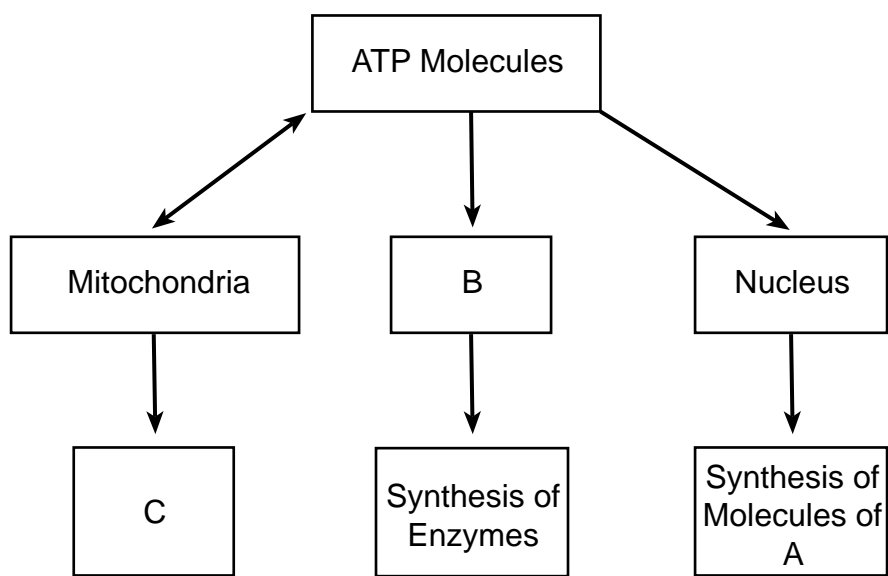 ATP Molecules
Mitochondria
B
Nucleus
C
Synthesis of
Enzymes
Synthesis of
Molecules of
A